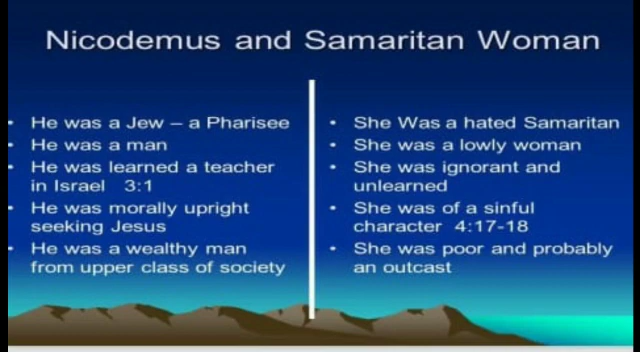 Nicodemus and Samaritan Woman
• He was a Jew – a Pharisee
• He was a man
• He was learned a teacher
in Israel 3:1
• He was morally upright
seeking Jesus
• He was a wealthy man
from upper class of society
• She Was a hated Samaritan
• She was a lowly woman
• She was ignorant and
unlearned
• She was of a sinful
character 4:17-18
• She was poor and probably
an outcast